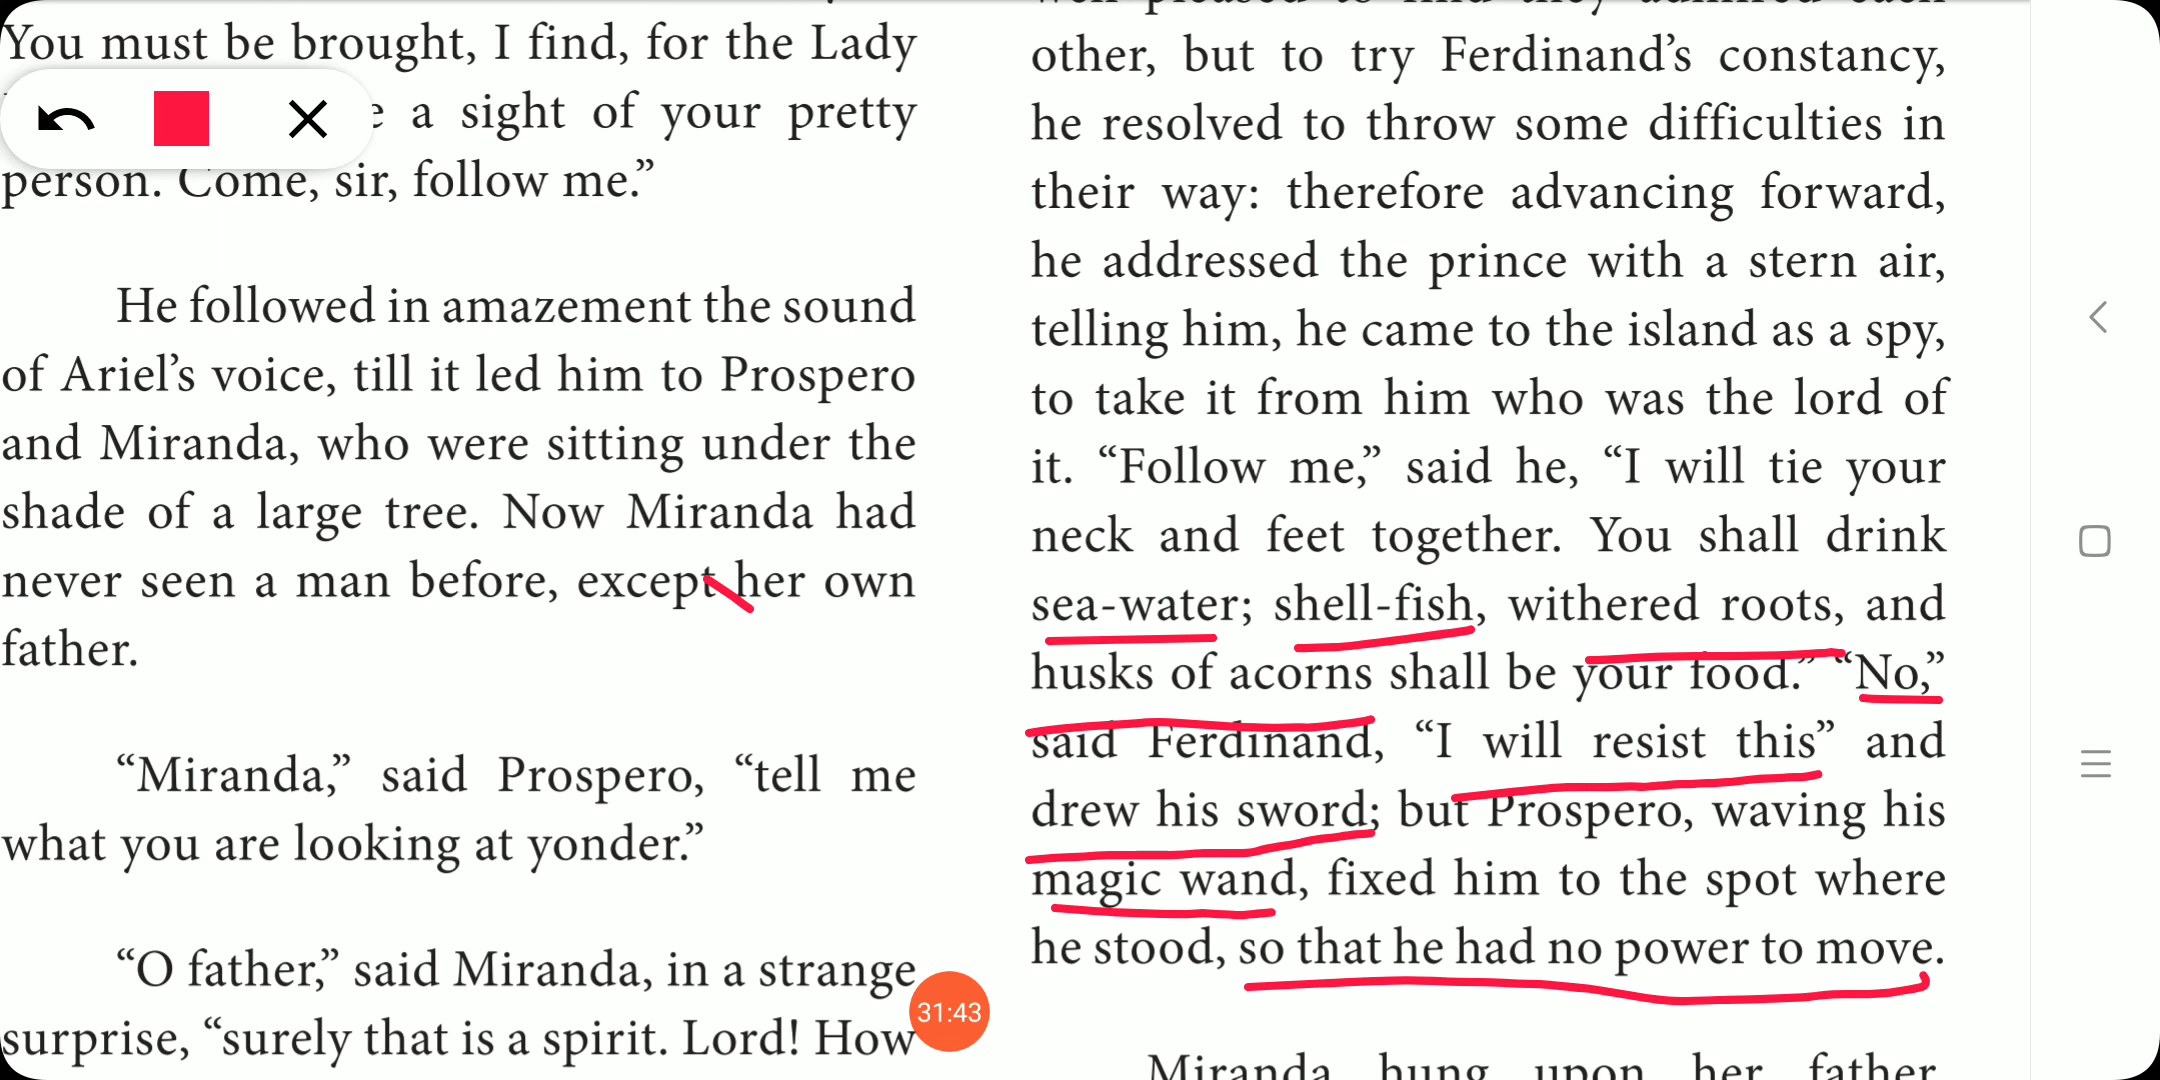 You must be brought, I find, for the Lady
a sight of your pretty
person. Come, sir, follow me.”
He followed in amazement the sound
of Ariel’s voice, till it led him to Prospero
and Miranda, who were sitting under the
shade of a large tree. Now Miranda had
never seen a man before, except her own
father.
“Miranda,” said Prospero, “tell me
what you are looking at yonder.”
“O father,” said Miranda, in a strange
surprise, “surely that is a spirit. Lord! How
31:43
well pleased to find they admired each
other, but to try Ferdinand’s constancy,
he resolved to throw some difficulties in
their way: therefore advancing forward,
he addressed the prince with a stern air,
telling him, he came to the island as a spy,
to take it from him who was the lord of
it. “Follow me,” said he, “I will tie your
neck and feet together. You shall drink
sea-water; shell-fish, withered roots, and
husks of acorns shall be your food.” “No,”
said Ferdinand, “I will resist this” and
drew his sword; but Prospero, waving his
magic wand, fixed him to the spot where
he stood, so that he had no power to move.
Miranda hung upon her father